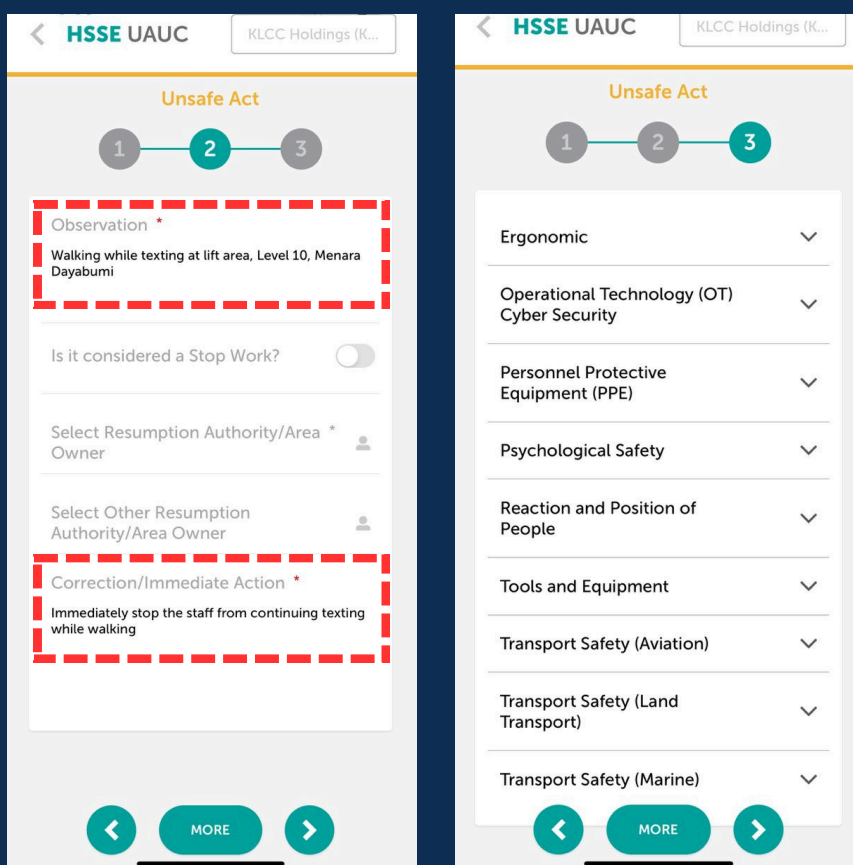 HSSE UAUC
KLCC Holdings (K...
Unsafe Act
1
2
3
Observation *
Walking while texting at lift area, Level 10, Menara
Dayabumi
Is it considered a Stop Work?
Select Resumption Authority/Area *
Owner
Select Other Resumption
Authority/Area Owner
Correction/Immediate Action *
Immediately stop the staff from continuing texting
while walking
MORE
HSSE UAUC
KLCC Holdings (K...
Unsafe Act
1
2
3
Ergonomic
Operational Technology (OT)
Cyber Security
Personnel Protective
Equipment (PPE)
Psychological Safety
Reaction and Position of
People
Tools and Equipment
Transport Safety (Aviation)
Transport Safety (Land
Transport)
Transport Safety (Marine)
MORE